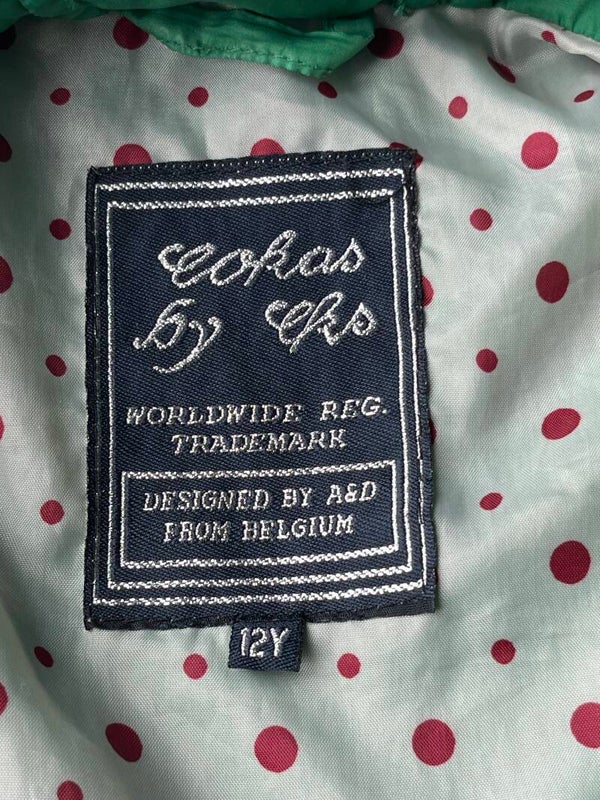 Cokas
by Cks
WORLDWIDE REG.
TRADEMARK
DESIGNED BY A&D
FROM BELGIUM
12Y